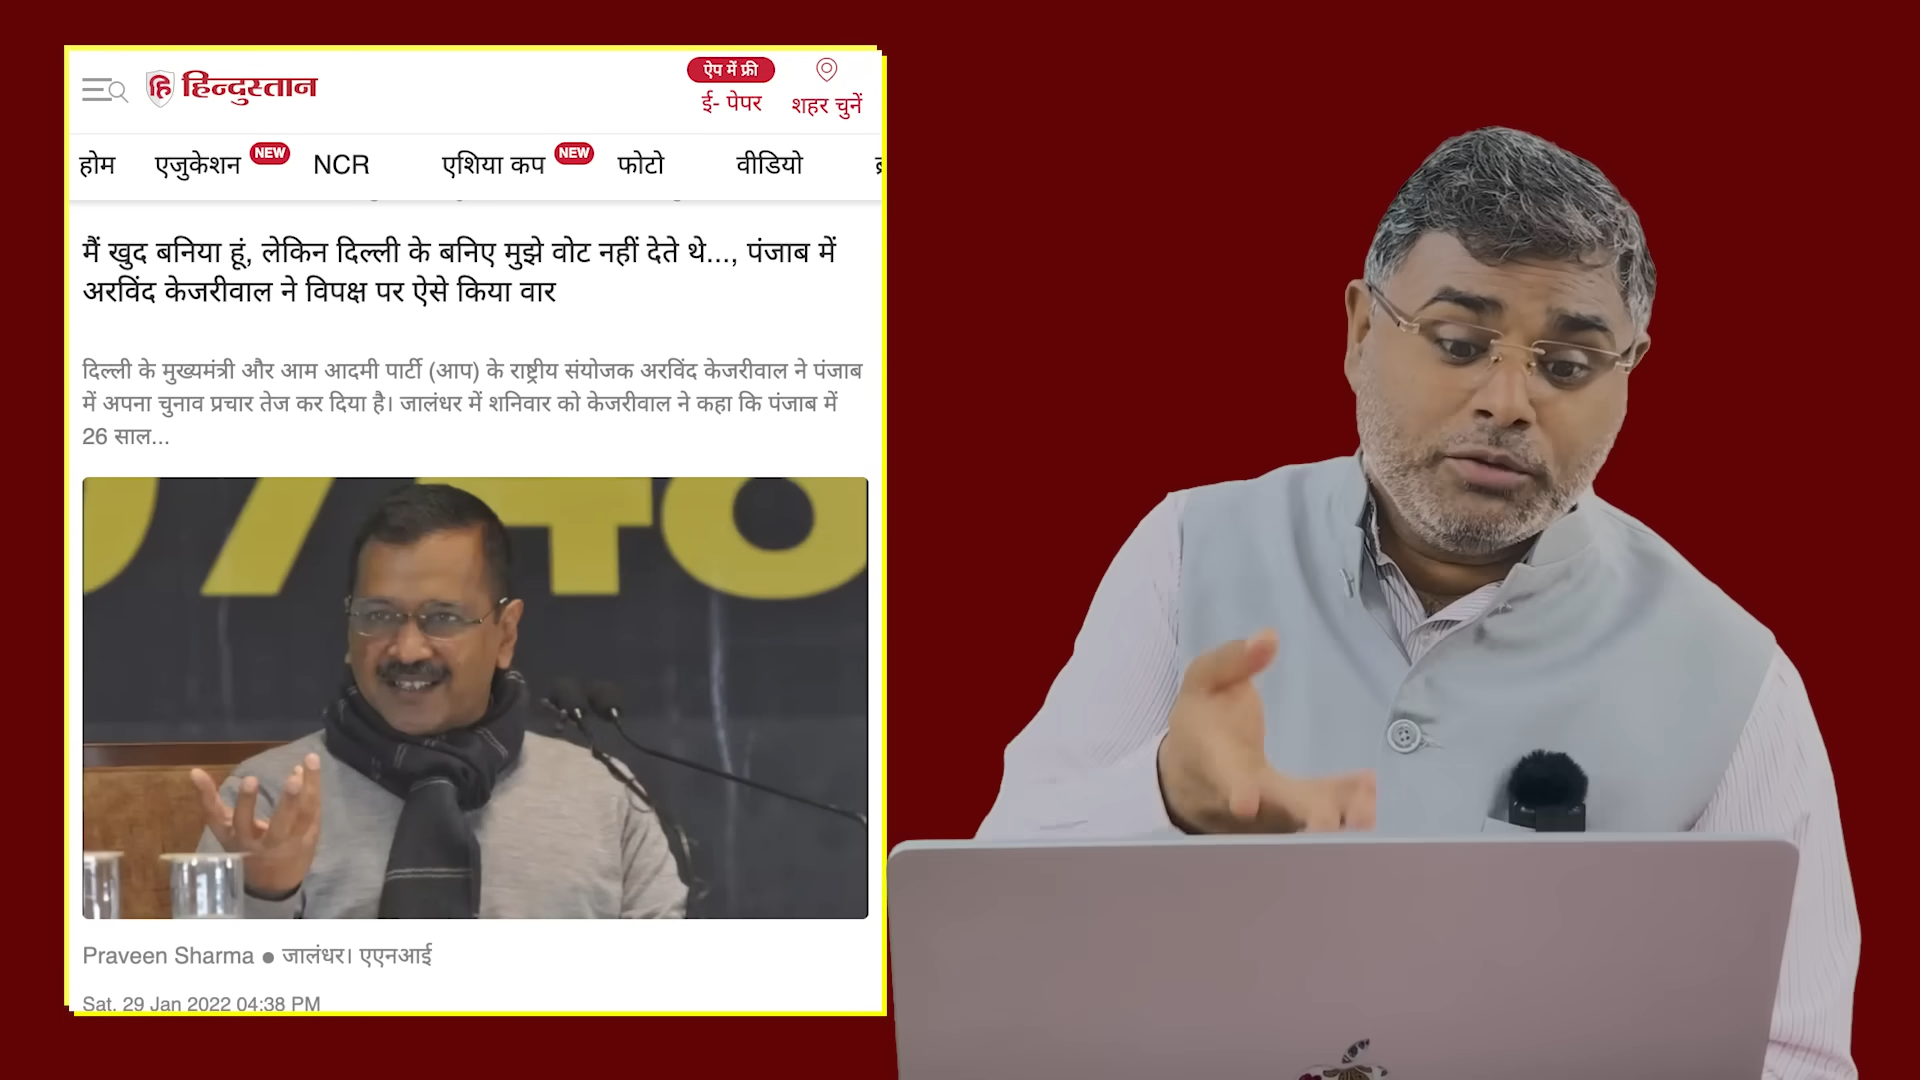 हि हिन्दुस्तान
ऐप में फ्री
ई- पेपर
शहर चुनें
होम एजुकेशन NEW NCR एशिया कप NEW फोटो वीडियो
मैं खुद बनिया हूं, लेकिन दिल्ली के बनिए मुझे वोट नहीं देते थे..., पंजाब में
अरविंद केजरीवाल ने विपक्ष पर ऐसे किया वार
दिल्ली के मुख्यमंत्री और आम आदमी पार्टी (आप) के राष्ट्रीय संयोजक अरविंद केजरीवाल ने पंजाब
में अपना चुनाव प्रचार तेज कर दिया है। जालंधर में शनिवार को केजरीवाल ने कहा कि पंजाब में
26 साल...
Praveen Sharma ● जालंधर। एएनआई
Sat, 29 Jan 2022 04:38 PM